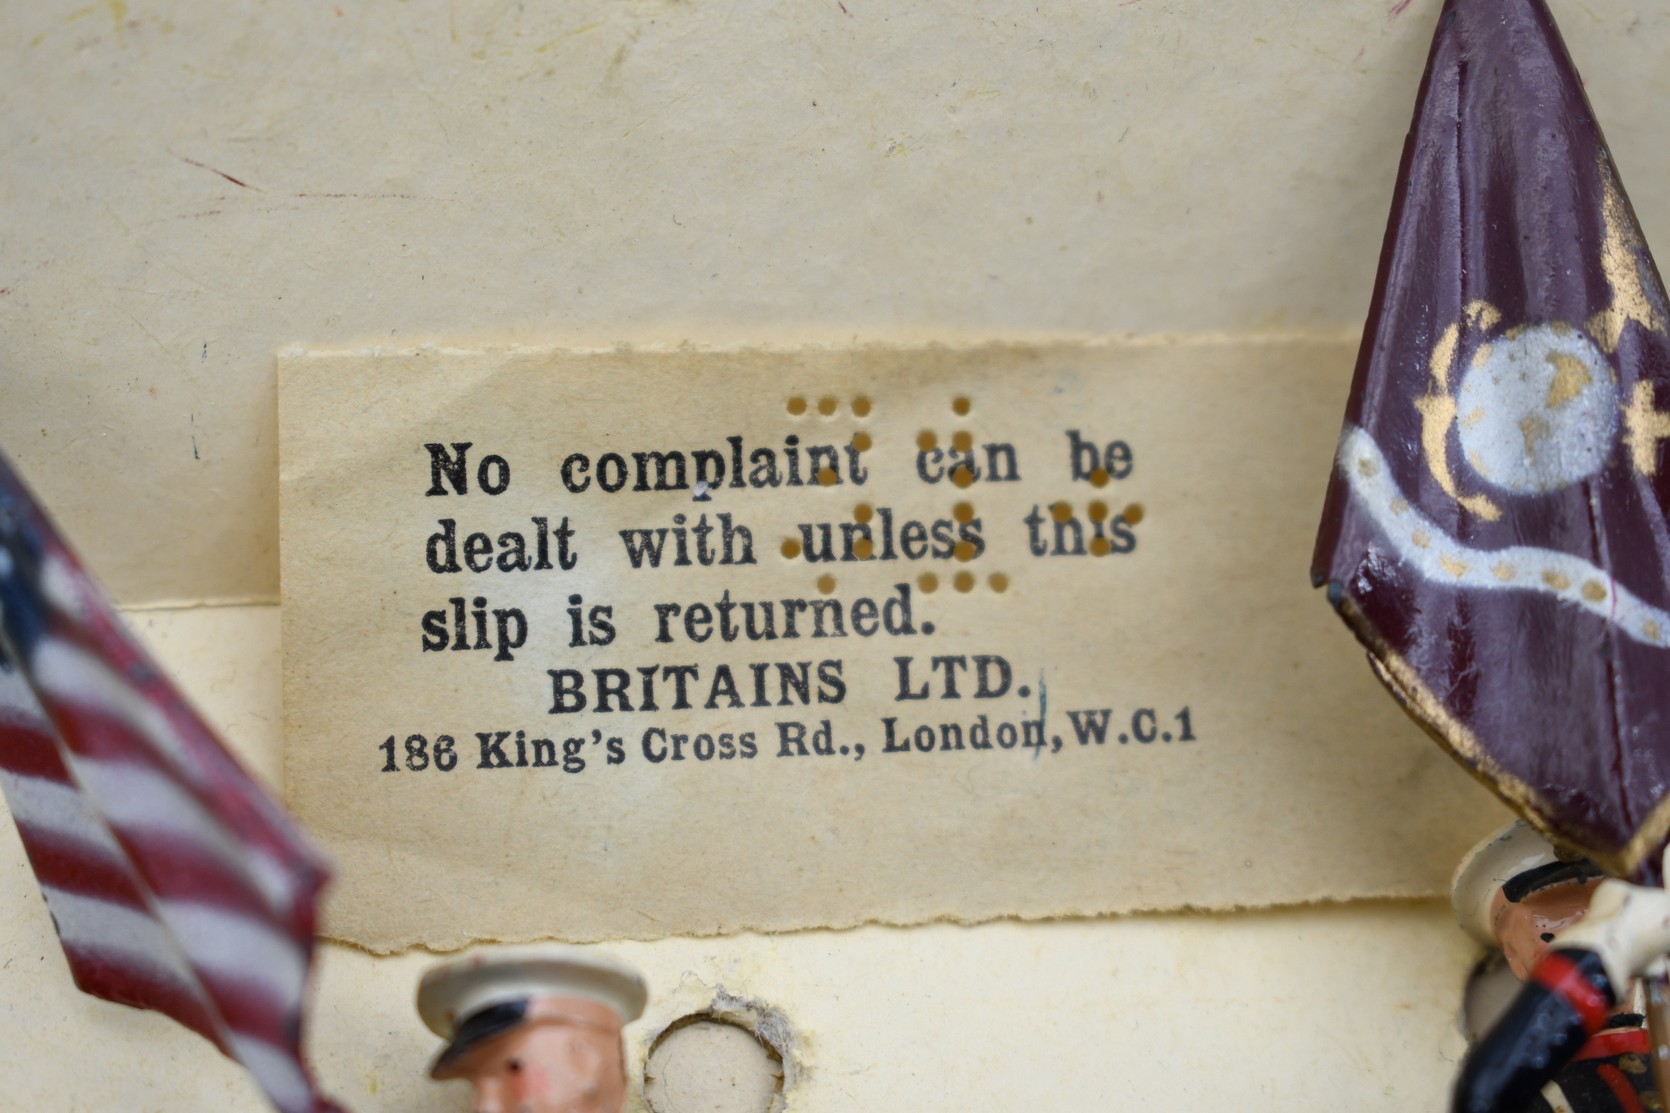 31+
No complaint can be
dealt with unless this
slip is returned.
BRITAINS LTD.
186 King's Cross Rd., London, W.C.1